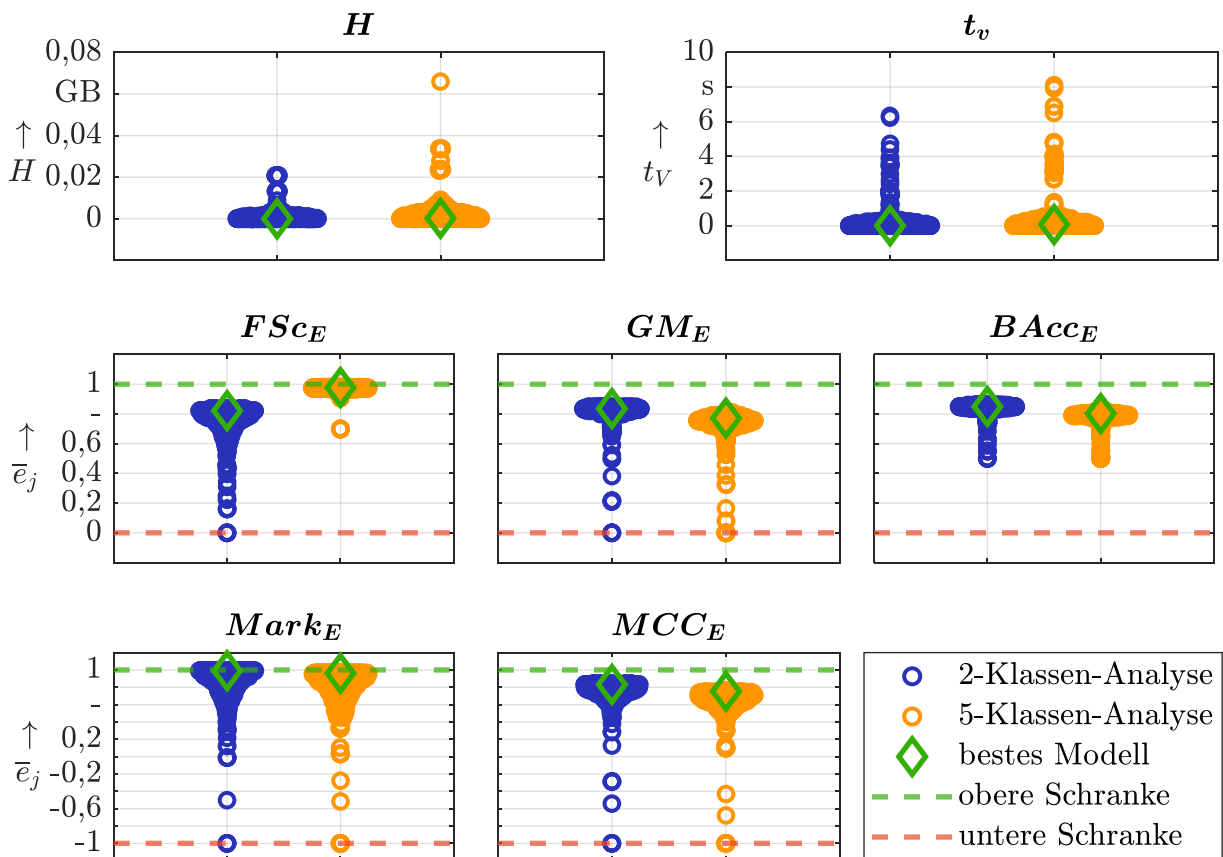 H
0,08
GB
0,04
0,02
0
↑
H
t_v
10
s
6
4
2
0
↑
t_V
FSc_E
1
-
0,6
0,4
0,2
0
↑
e̅_j
GM_E
BAcc_E
Mark_E
1
-
0,2
-0,2
-0,6
-1
↑
e̅_j
MCC_E
2-Klassen-Analyse
5-Klassen-Analyse
bestes Modell
obere Schranke
untere Schranke